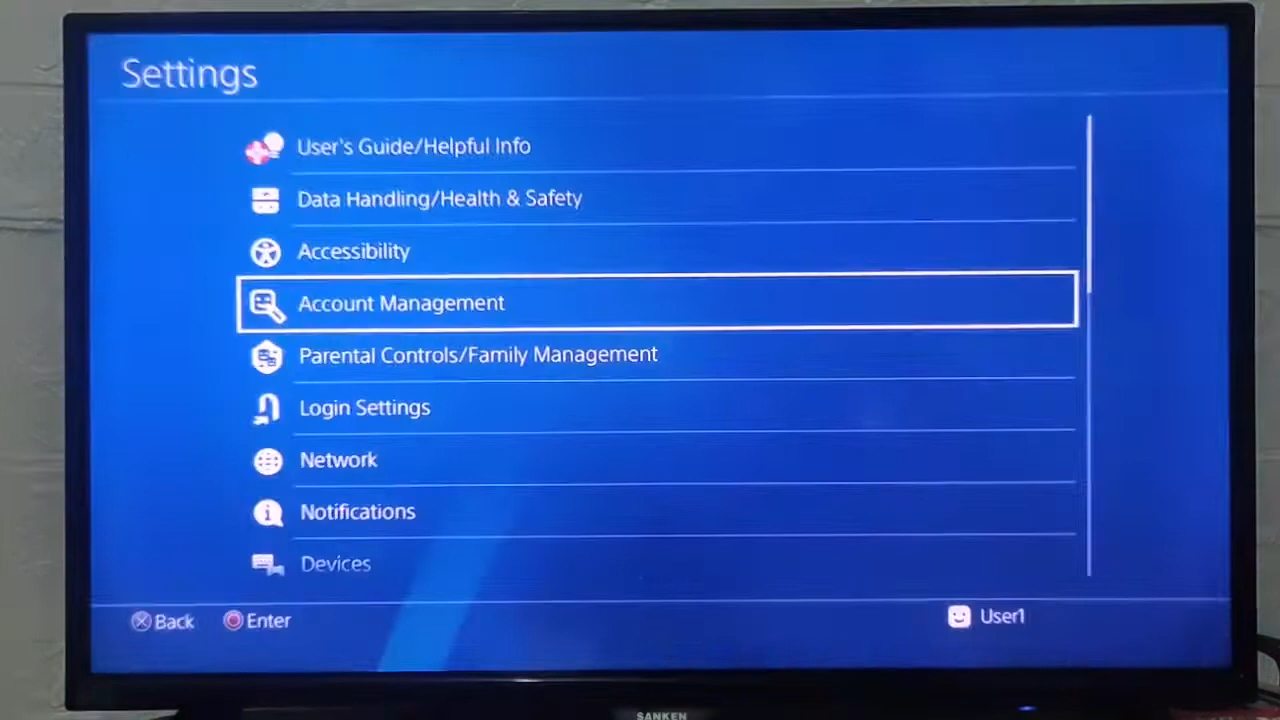 Settings
User's Guide/Helpful Info
Data Handling/Health & Safety
Accessibility
Account Management
Parental Controls/Family Management
Login Settings
Network
Notifications
Devices
Back
Enter
User1
SANKEN